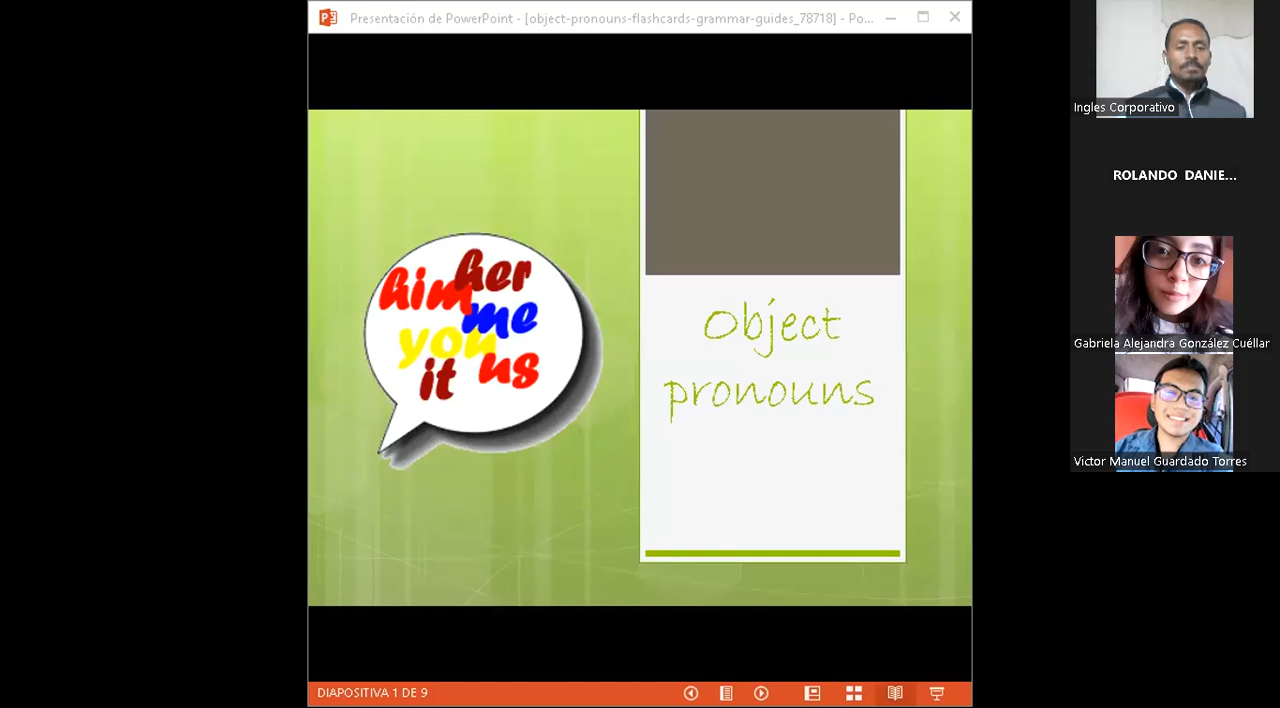 Presentación de PowerPoint - [object-pronouns-flashcards-grammar-guides_78718] - Po...
Ingles Corporativo
ROLANDO DANIE...
Gabriela Alejandra González Cuéllar
Victor Manuel Guardado Torres
her
him
me
you
it
us
Object
pronouns
DIAPOSITIVA 1 DE 9